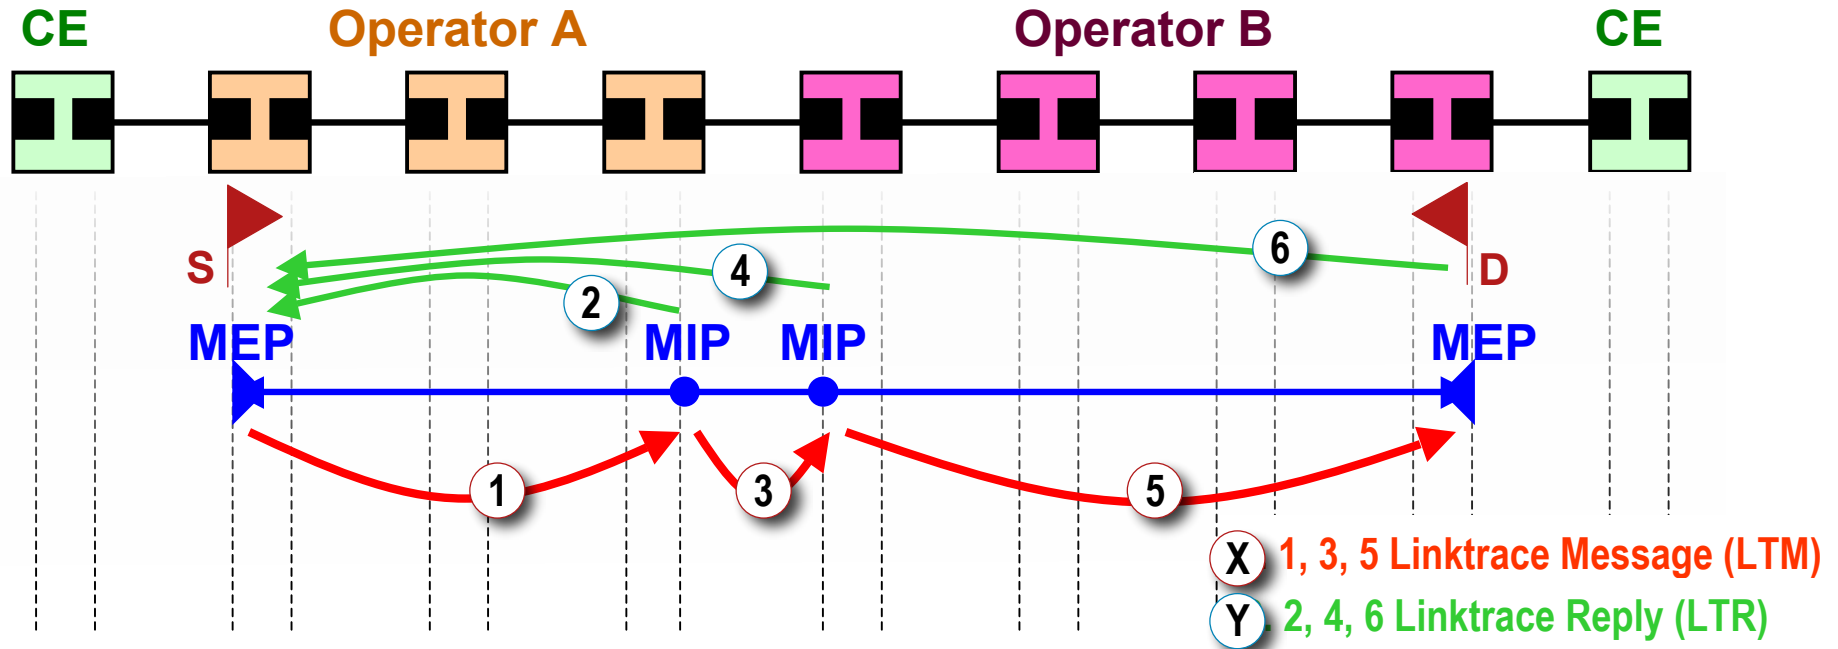 CE Operator A Operator B CE
S 2 4 6 D
MEP MIP MIP MEP
1 3 5
X 1, 3, 5 Linktrace Message (LTM)
Y . 2, 4, 6 Linktrace Reply (LTR)